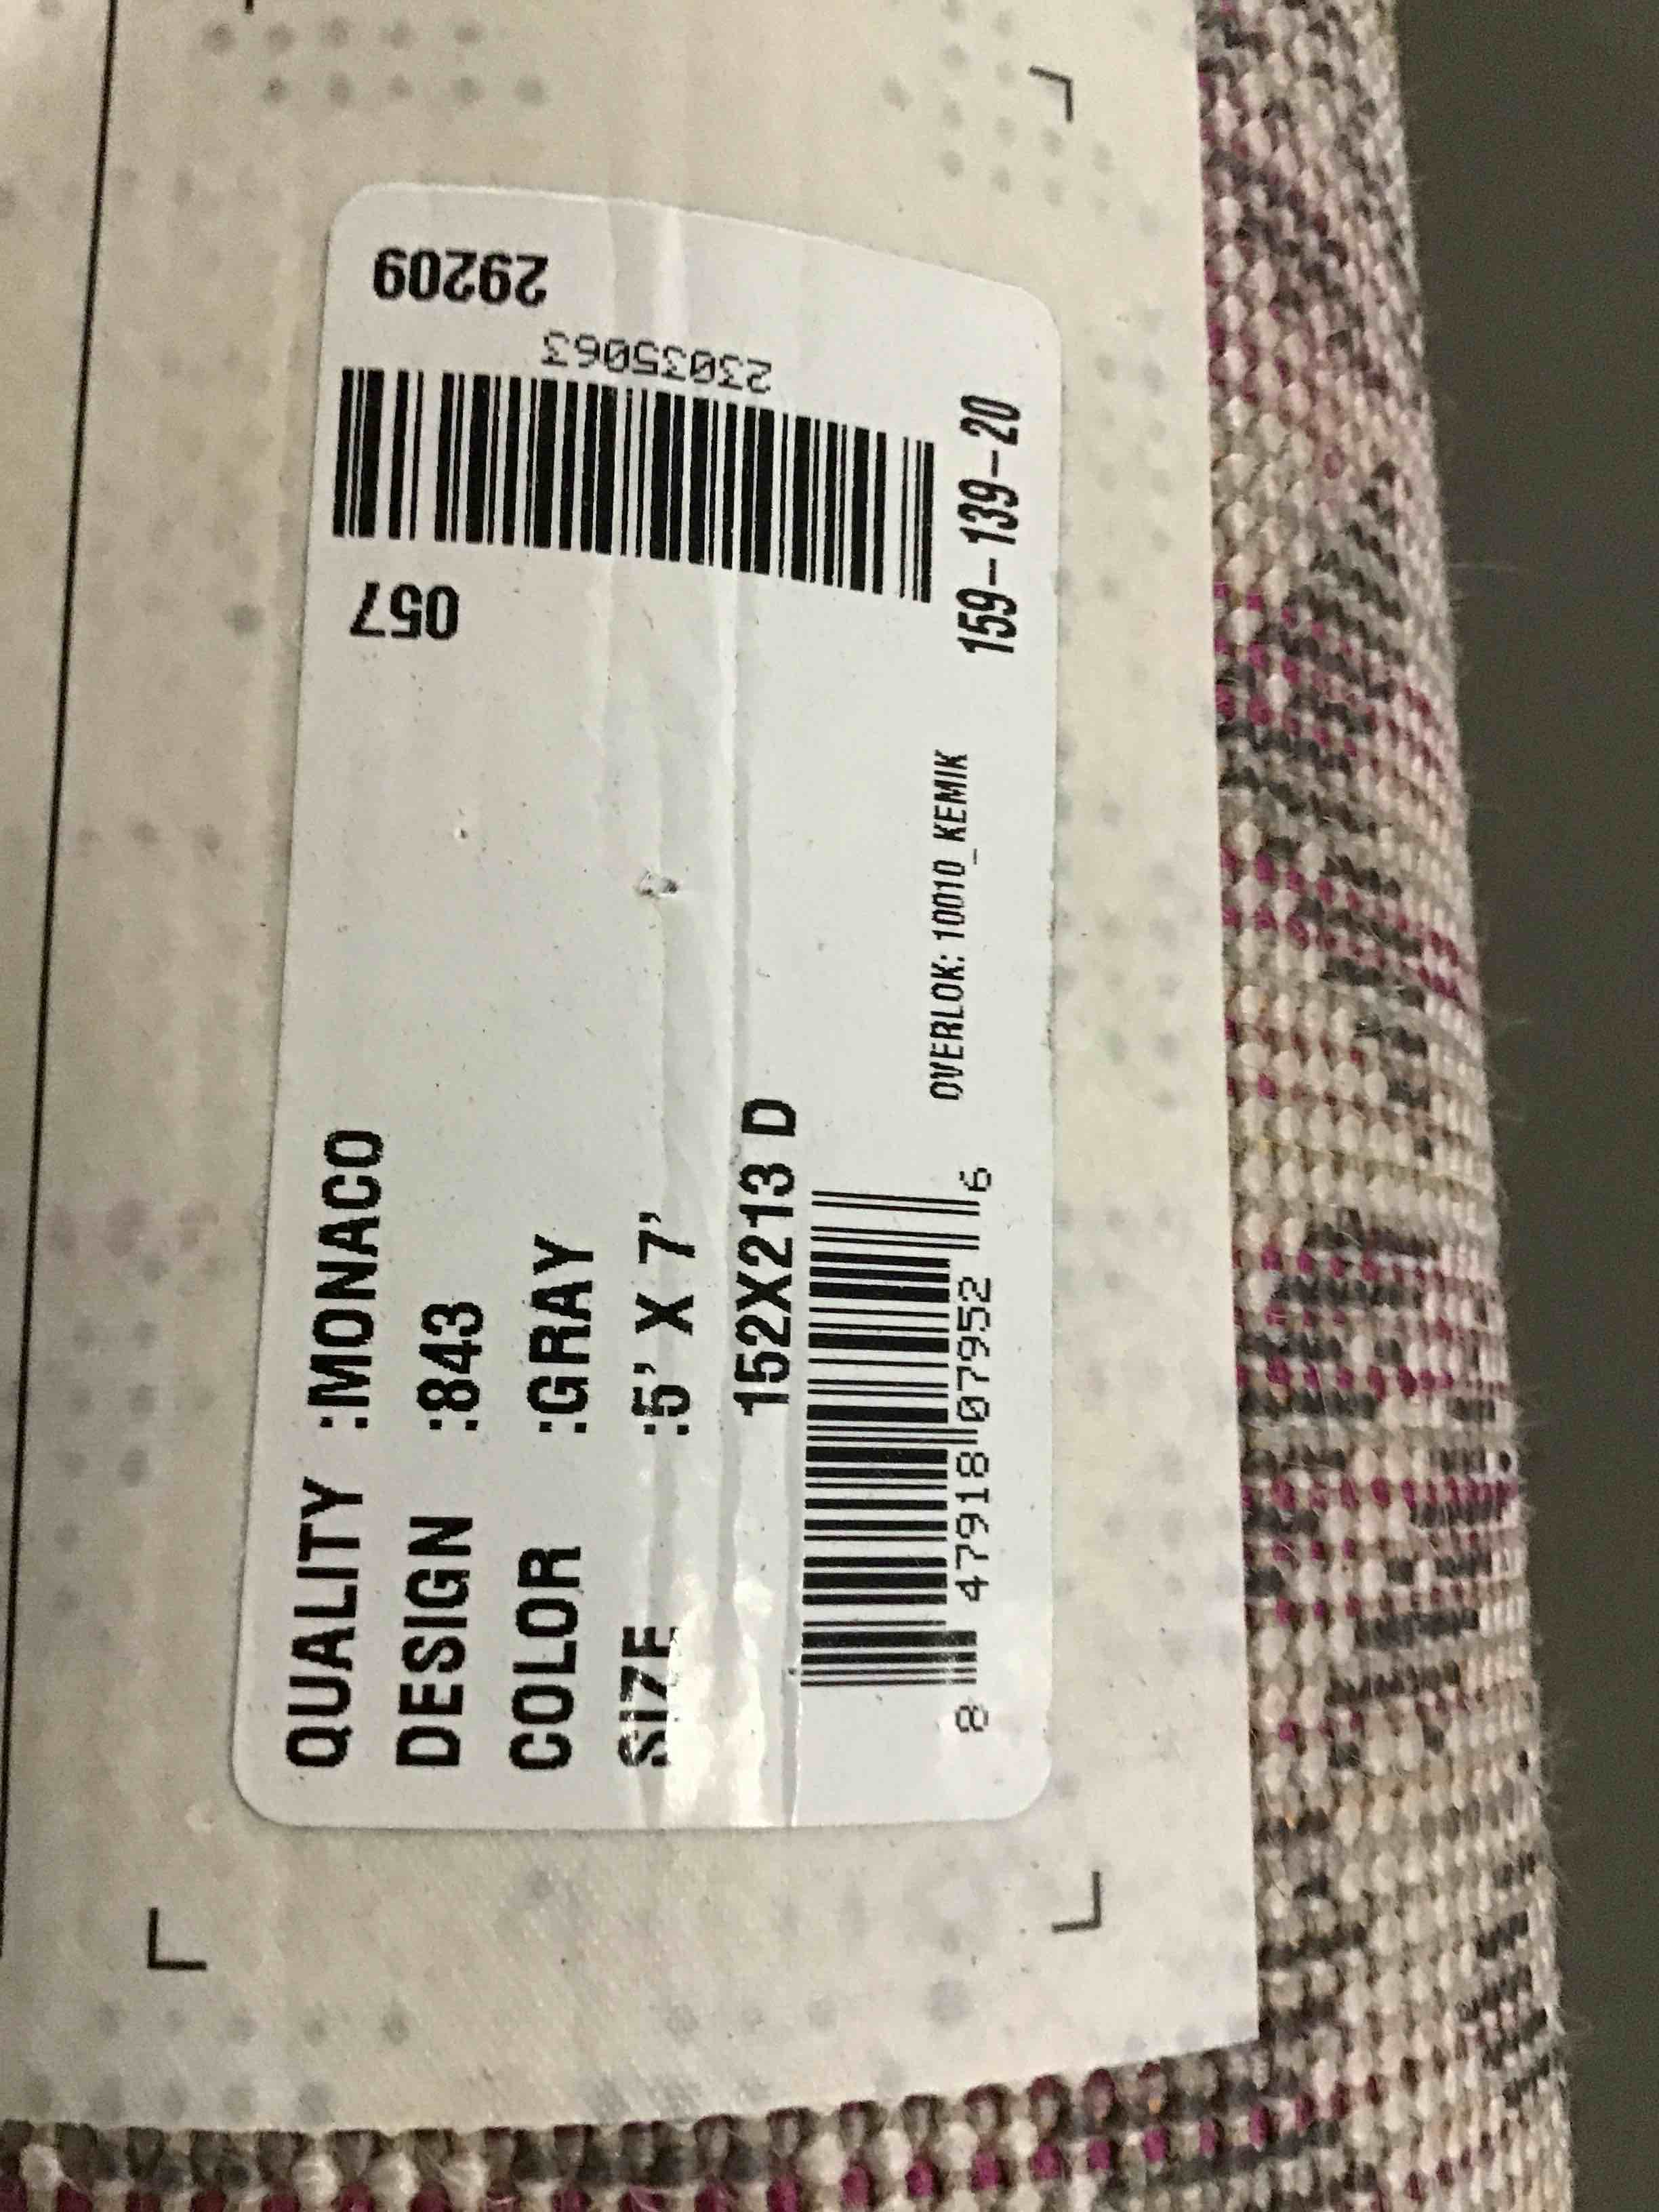 QUALITY :MONACO
DESIGN :843
COLOR :GRAY
SIZE :5' X 7'
152X213 D
8 47918 07952 6
OVERLOK: 10010_KEMIK
159-139-20
057
23035063
29209